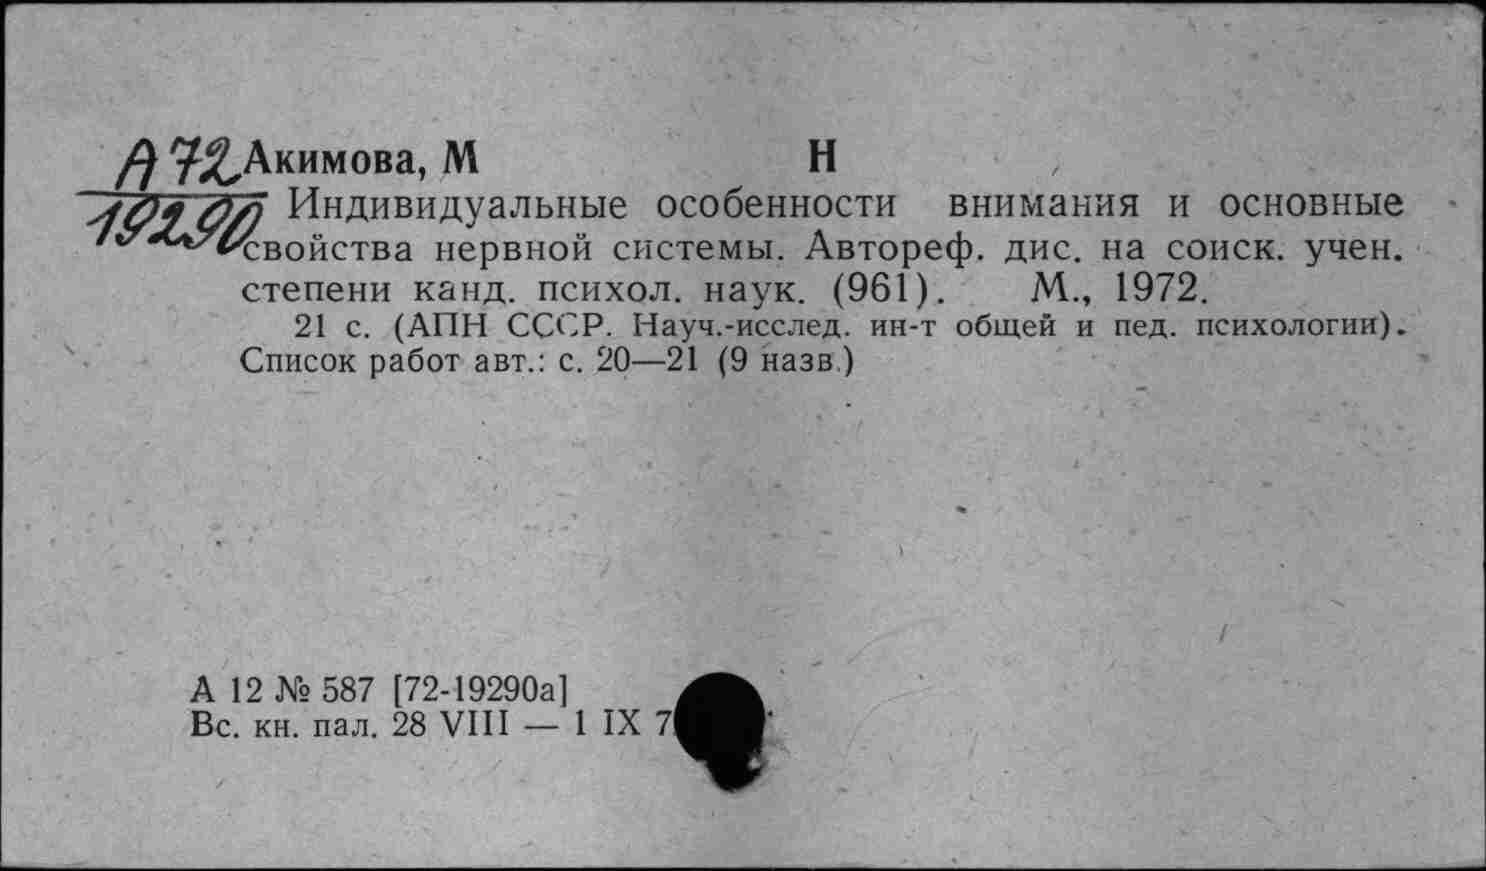 А 72 Акимова, М Н
19290 Индивидуальные особенности внимания и основные
свойства нервной системы. Автореф. дис. на соиск. учен.
степени канд. психол. наук. (961). М., 1972.
21 с. (АПН СССР. Науч.-исслед. ин-т общей и пед. психологии).
Список работ авт.: с. 20—21 (9 назв.)
А 12 № 587 [72-19290а]
Вс. кн. пал. 28 VIII — 1 IX 7